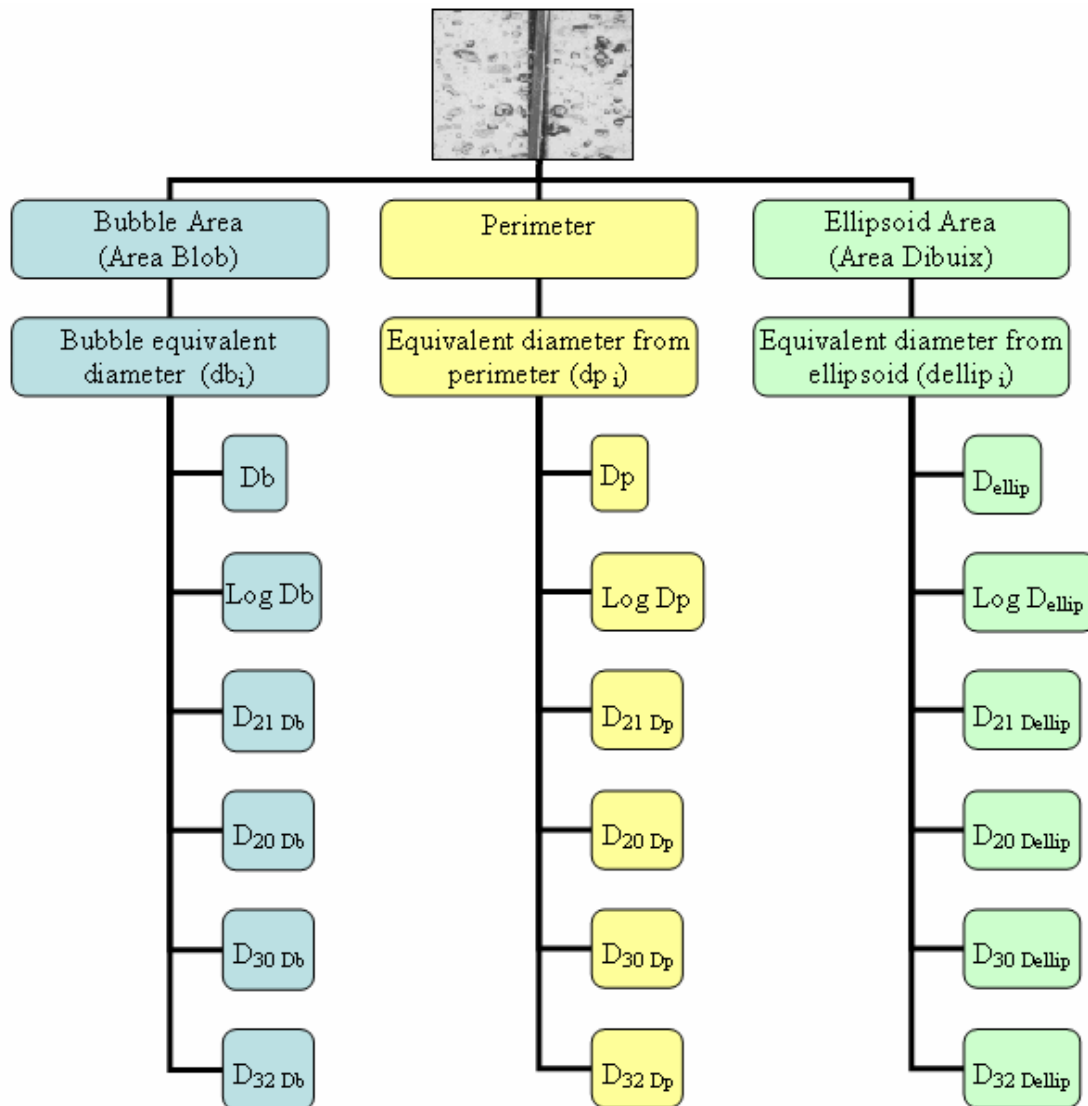 Bubble Area
(Area Blob)
Perimeter
Ellipsoid Area
(Area Dibuix)
Bubble equivalent
diameter (dbᵢ)
Equivalent diameter from
perimeter (dp ᵢ)
Equivalent diameter from
ellipsoid (dellip ᵢ)
Db
Log Db
D21 Db
D20 Db
D30 Db
D32 Db
Dp
Log Dp
D21 Dp
D20 Dp
D30 Dp
D32 Dp
Dellip
Log Dellip
D21 Dellip
D20 Dellip
D30 Dellip
D32 Dellip